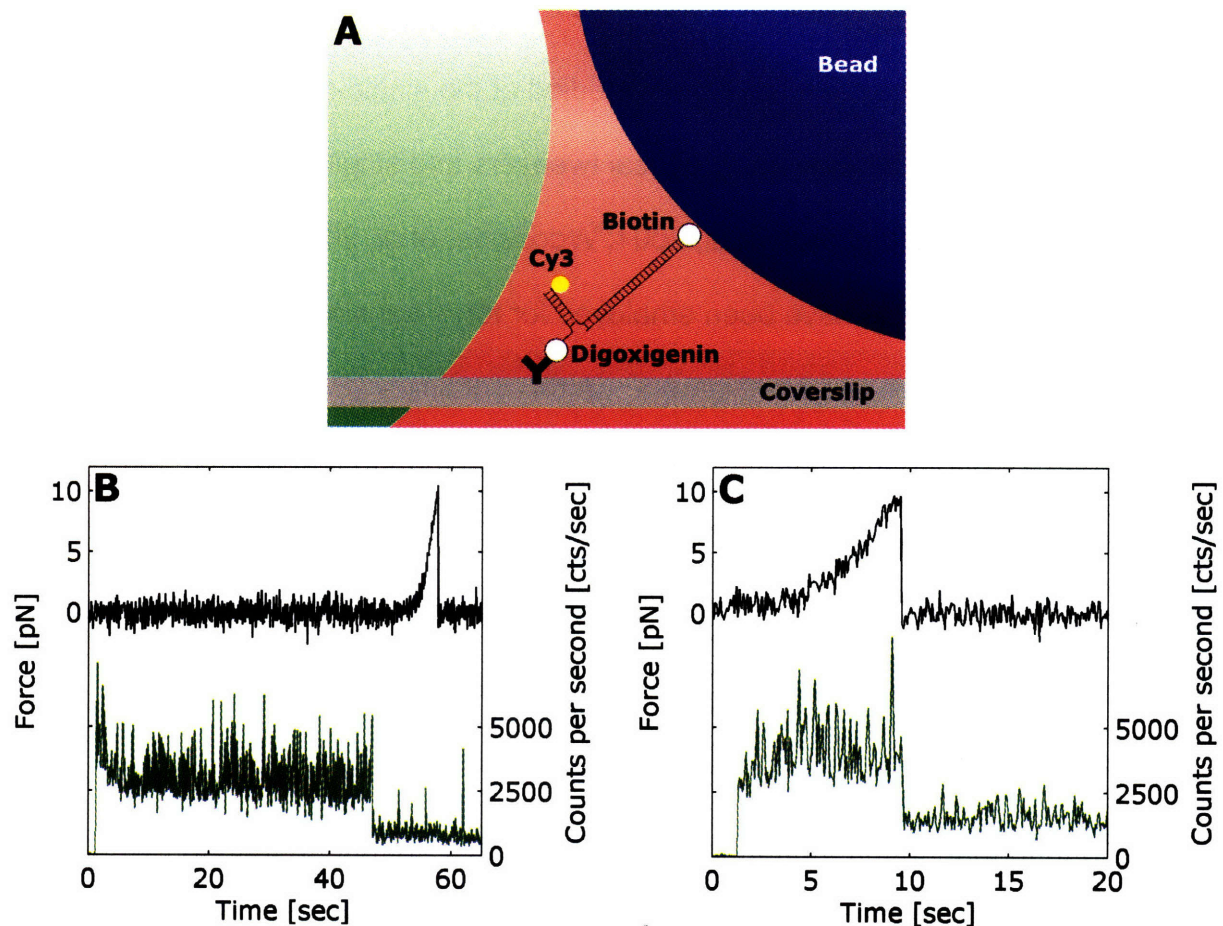 A
Bead
Biotin
Cy3
Digoxigenin
Y
Coverslip
B
10
5
0
Force [pN]
5000
2500
0
Counts per second [cts/sec]
0 20 40 60
Time [sec]
C
10
5
0
Force [pN]
5000
2500
0
Counts per second [cts/sec]
0 5 10 15 20
Time [sec]